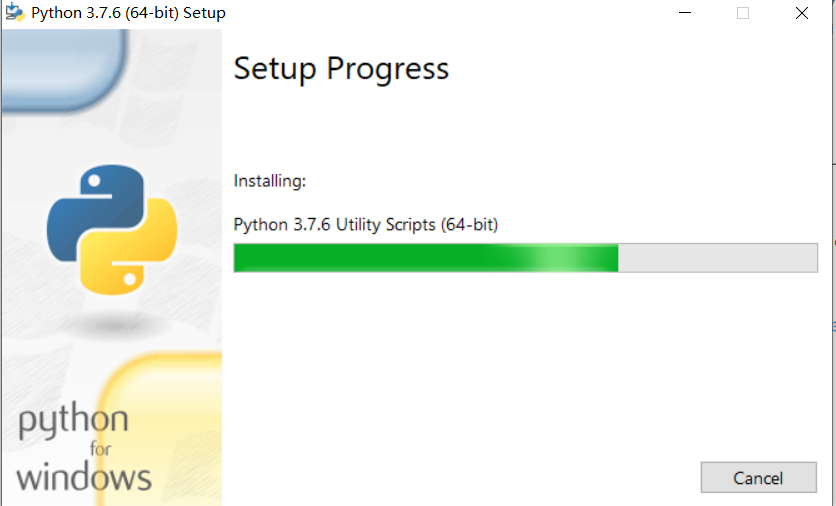 Python 3.7.6 (64-bit) Setup
Setup Progress
Installing:
Python 3.7.6 Utility Scripts (64-bit)
python
for
windows
Cancel